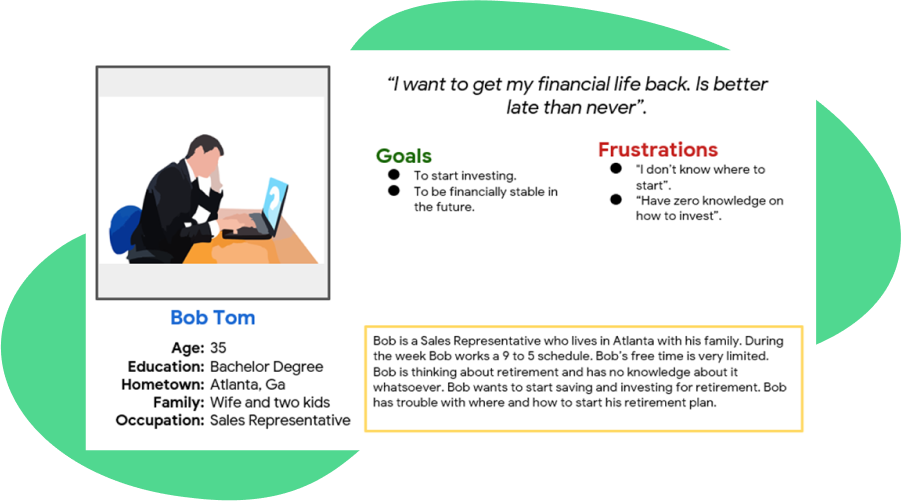 “I want to get my financial life back. Is better
late than never”.
Goals
To start investing.
To be financially stable in
the future.
Frustrations
“I don’t know where to
start”.
“Have zero knowledge on
how to invest”.
?
Bob Tom
Age: 35
Education: Bachelor Degree
Hometown: Atlanta, Ga
Family: Wife and two kids
Occupation: Sales Representative
Bob is a Sales Representative who lives in Atlanta with his family. During
the week Bob works a 9 to 5 schedule. Bob’s free time is very limited.
Bob is thinking about retirement and has no knowledge about it
whatsoever. Bob wants to start saving and investing for retirement. Bob
has trouble with where and how to start his retirement plan.